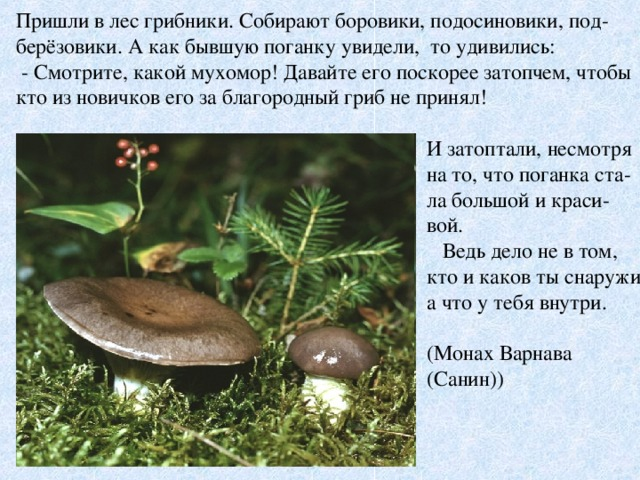 Пришли в лес грибники. Собирают боровики, подосиновики, под-
берёзовики. А как бывшую поганку увидели,  то удивились:
- Смотрите, какой мухомор! Давайте его поскорее затопчем, чтобы
кто из новичков его за благородный гриб не принял!
И затоптали, несмотря
на то, что поганка ста-
ла большой и краси-
вой.
Ведь дело не в том,
кто и каков ты снаружи
а что у тебя внутри.
(Монах Варнава
(Санин))